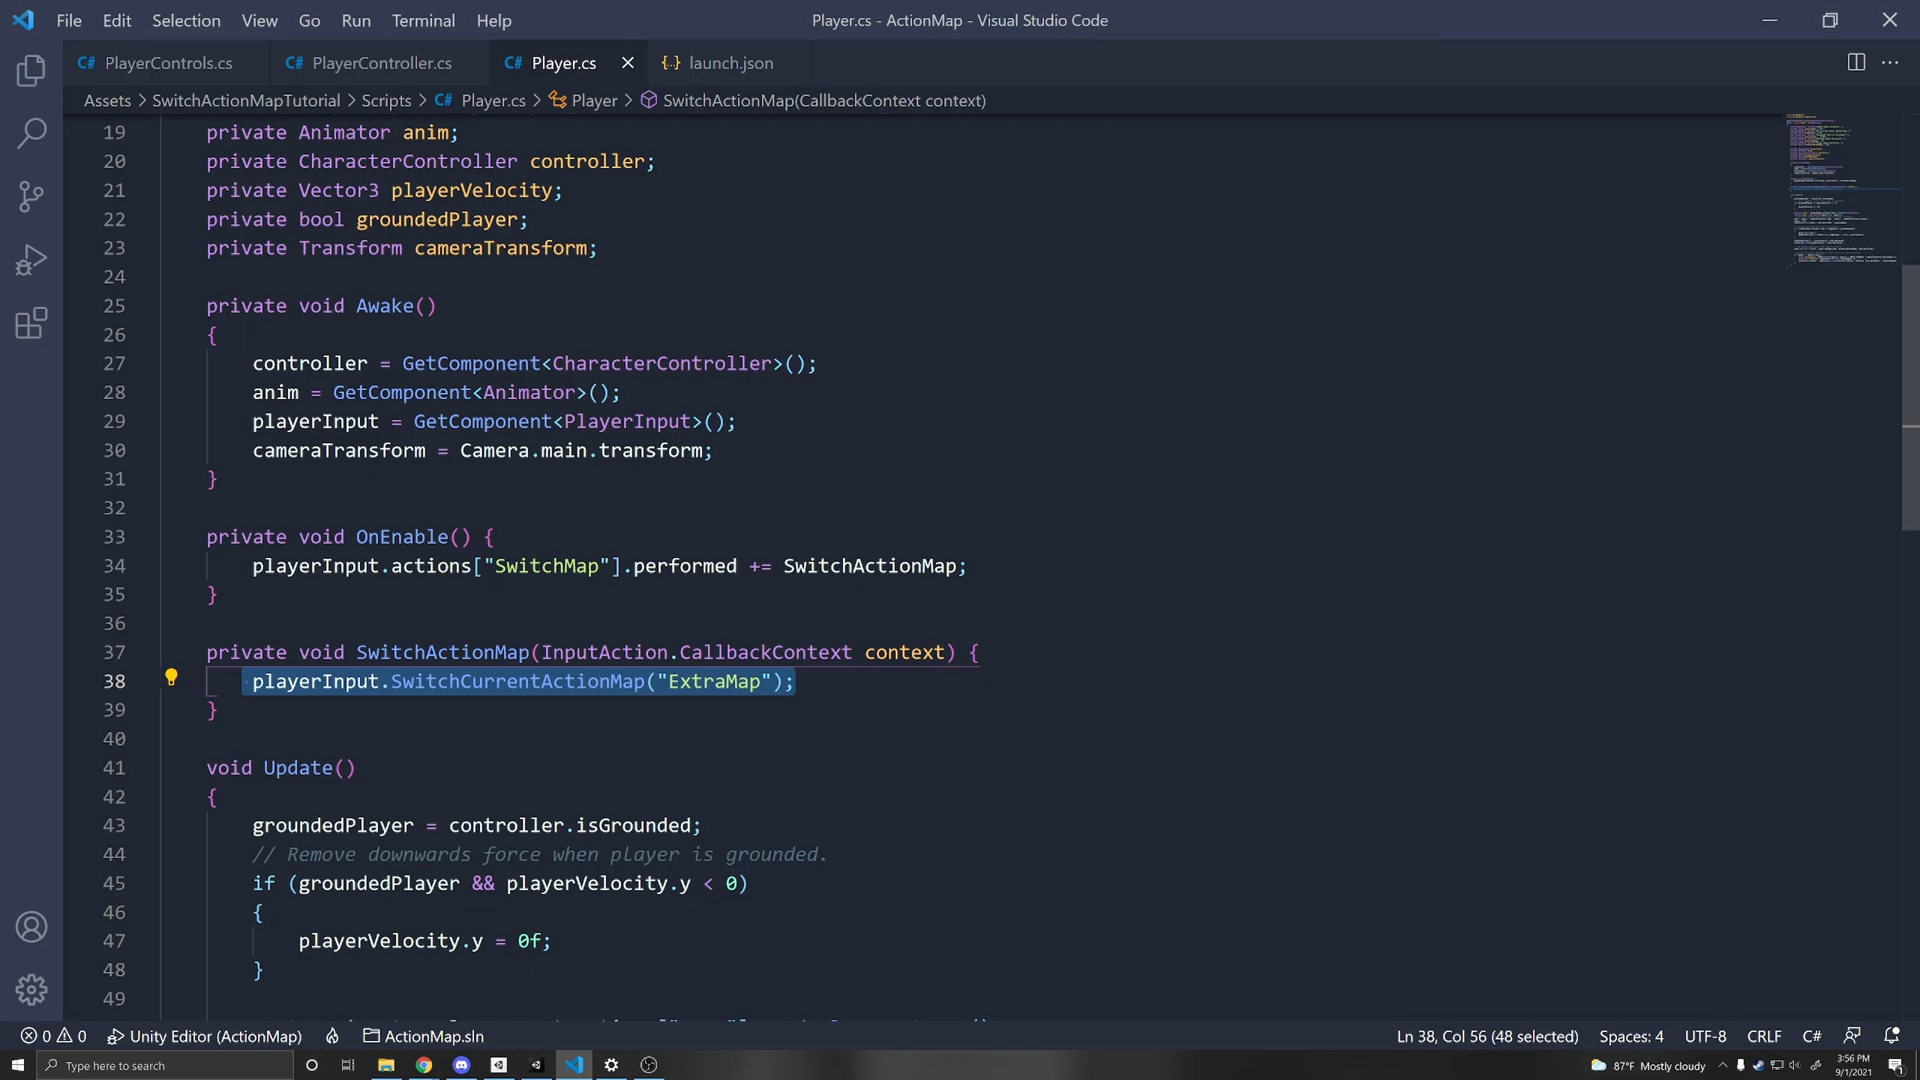 File Edit Selection View Go Run Terminal Help Player.cs - ActionMap - Visual Studio Code
C# PlayerControls.cs C# PlayerController.cs C# Player.cs {.} launch.json
Assets > SwitchActionMapTutorial > Scripts > C# Player.cs > Player > SwitchActionMap(CallbackContext context)
19 private Animator anim;
20 private CharacterController controller;
21 private Vector3 playerVelocity;
22 private bool groundedPlayer;
23 private Transform cameraTransform;
24
25 private void Awake()
26 {
27 controller = GetComponent<CharacterController>();
28 anim = GetComponent<Animator>();
29 playerInput = GetComponent<PlayerInput>();
30 cameraTransform = Camera.main.transform;
31 }
32
33 private void OnEnable() {
34 playerInput.actions["SwitchMap"].performed += SwitchActionMap;
35 }
36
37 private void SwitchActionMap(InputAction.CallbackContext context) {
38 playerInput.SwitchCurrentActionMap("ExtraMap");
39 }
40
41 void Update()
42 {
43 groundedPlayer = controller.isGrounded;
44 // Remove downwards force when player is grounded.
45 if (groundedPlayer && playerVelocity.y < 0)
46 {
47 playerVelocity.y = 0f;
48 }
49
0 0 Unity Editor (ActionMap) ActionMap.sln Ln 38, Col 56 (48 selected) Spaces: 4 UTF-8 CRLF C#
Type here to search 87°F Mostly cloudy 3:56 PM
9/1/2021